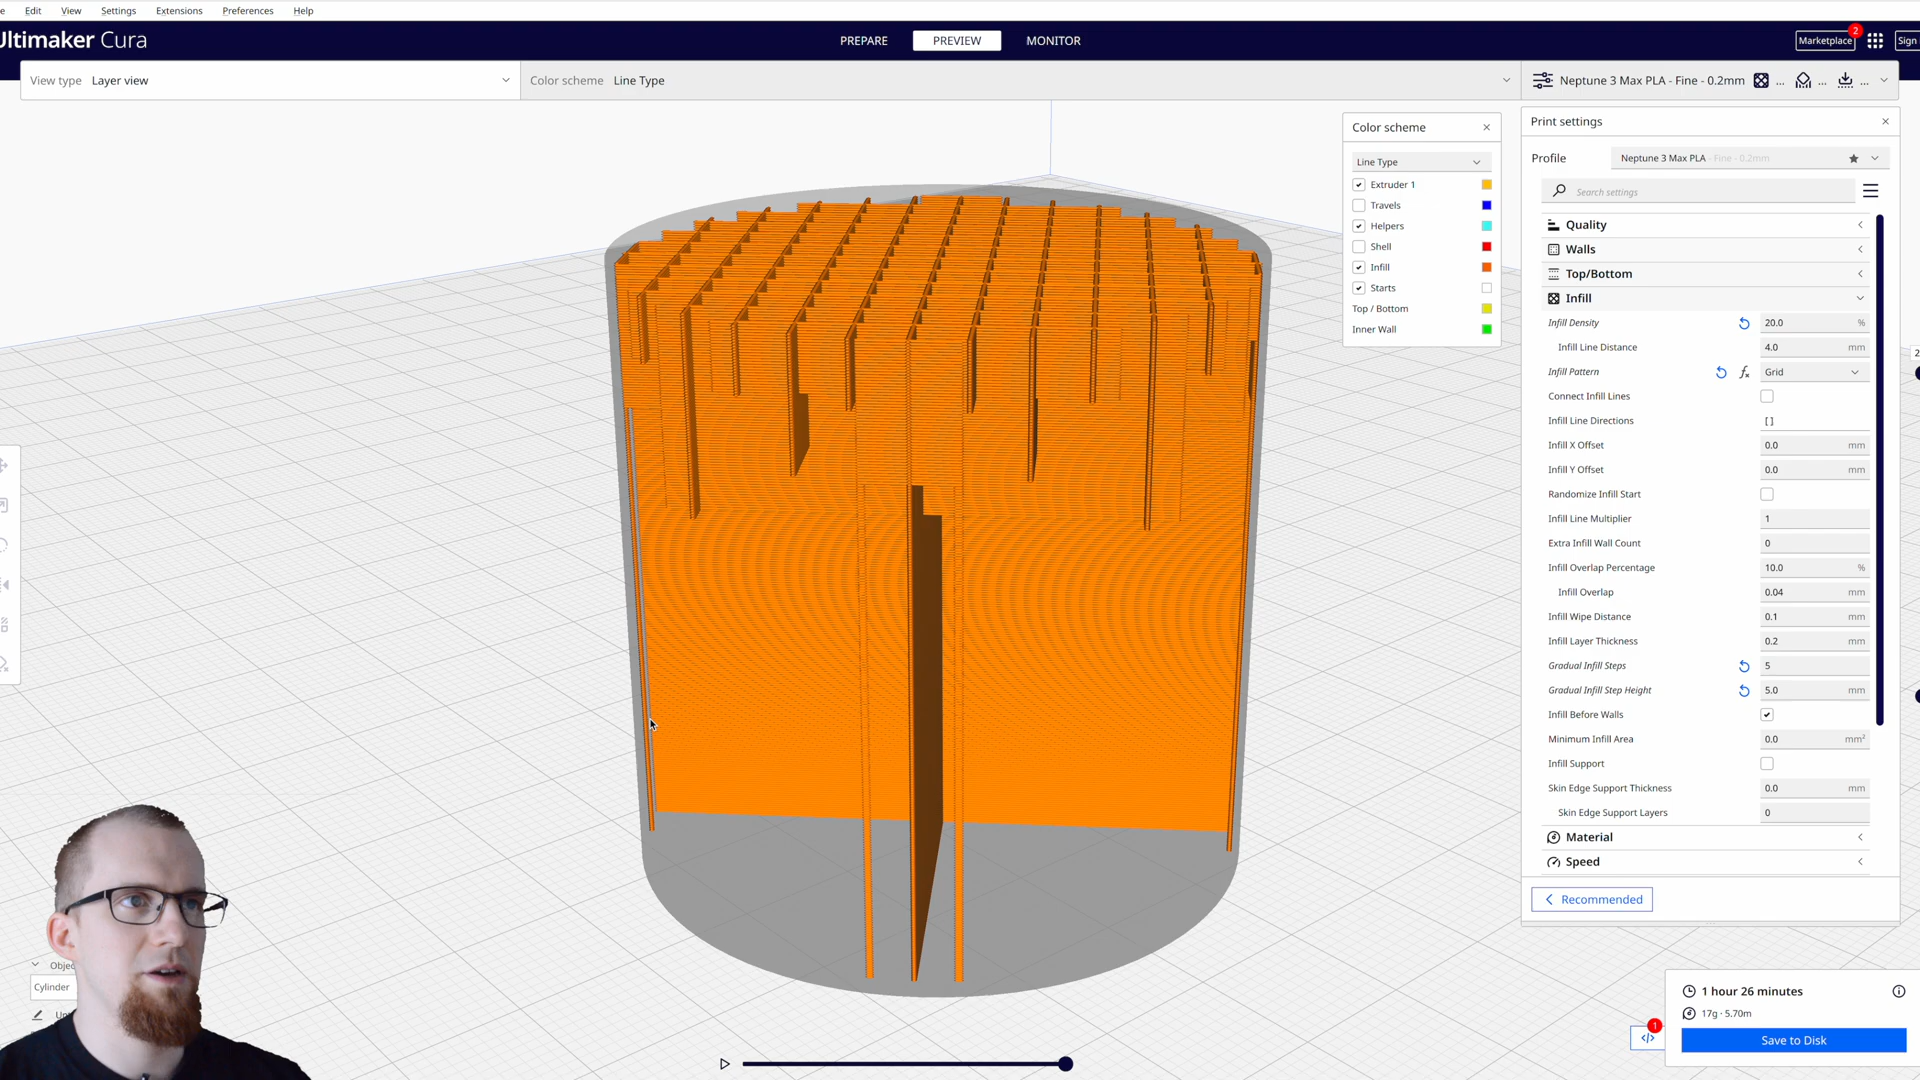 Edit View Settings Extensions Preferences Help
Ultimaker Cura
PREPARE PREVIEW MONITOR
Marketplace 2 Sign
View type Layer view
Color scheme Line Type
Neptune 3 Max PLA - Fine - 0.2mm ... ... ...
Color scheme
Line Type
Extruder 1
Travels
Helpers
Shell
Infill
Starts
Top / Bottom
Inner Wall
Print settings
Profile Neptune 3 Max PLA - Fine - 0.2mm
Search settings
Quality
Walls
Top/Bottom
Infill
Infill Density 20.0 %
Infill Line Distance 4.0 mm
Infill Pattern fx Grid
Connect Infill Lines
Infill Line Directions []
Infill X Offset 0.0 mm
Infill Y Offset 0.0 mm
Randomize Infill Start
Infill Line Multiplier 1
Extra Infill Wall Count 0
Infill Overlap Percentage 10.0 %
Infill Overlap 0.04 mm
Infill Wipe Distance 0.1 mm
Infill Layer Thickness 0.2 mm
Gradual Infill Steps 5
Gradual Infill Step Height 5.0 mm
Infill Before Walls
Minimum Infill Area 0.0 mm²
Infill Support
Skin Edge Support Thickness 0.0 mm
Skin Edge Support Layers 0
Material
Speed
Recommended
Cylinder
1 hour 26 minutes
17g · 5.70m
1
Save to Disk